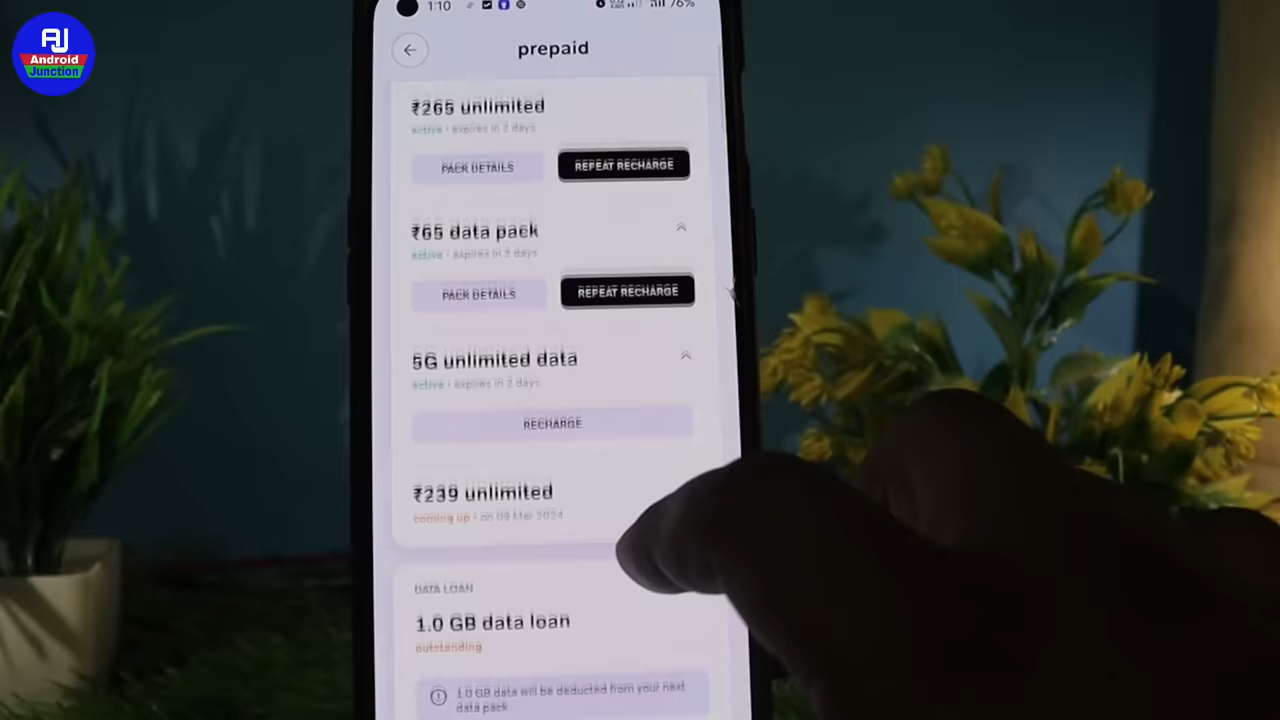 AJ
Android
Junction
1:10
76%
prepaid
₹265 unlimited
active • expires in 2 days
PACK DETAILS
REPEAT RECHARGE
₹65 data pack
active • expires in 2 days
PACK DETAILS
REPEAT RECHARGE
5G unlimited data
active • expires in 2 days
RECHARGE
₹239 unlimited
coming up • on 09 Mar 2024
DATA LOAN
1.0 GB data loan
outstanding
1.0 GB data will be deducted from your next
data pack